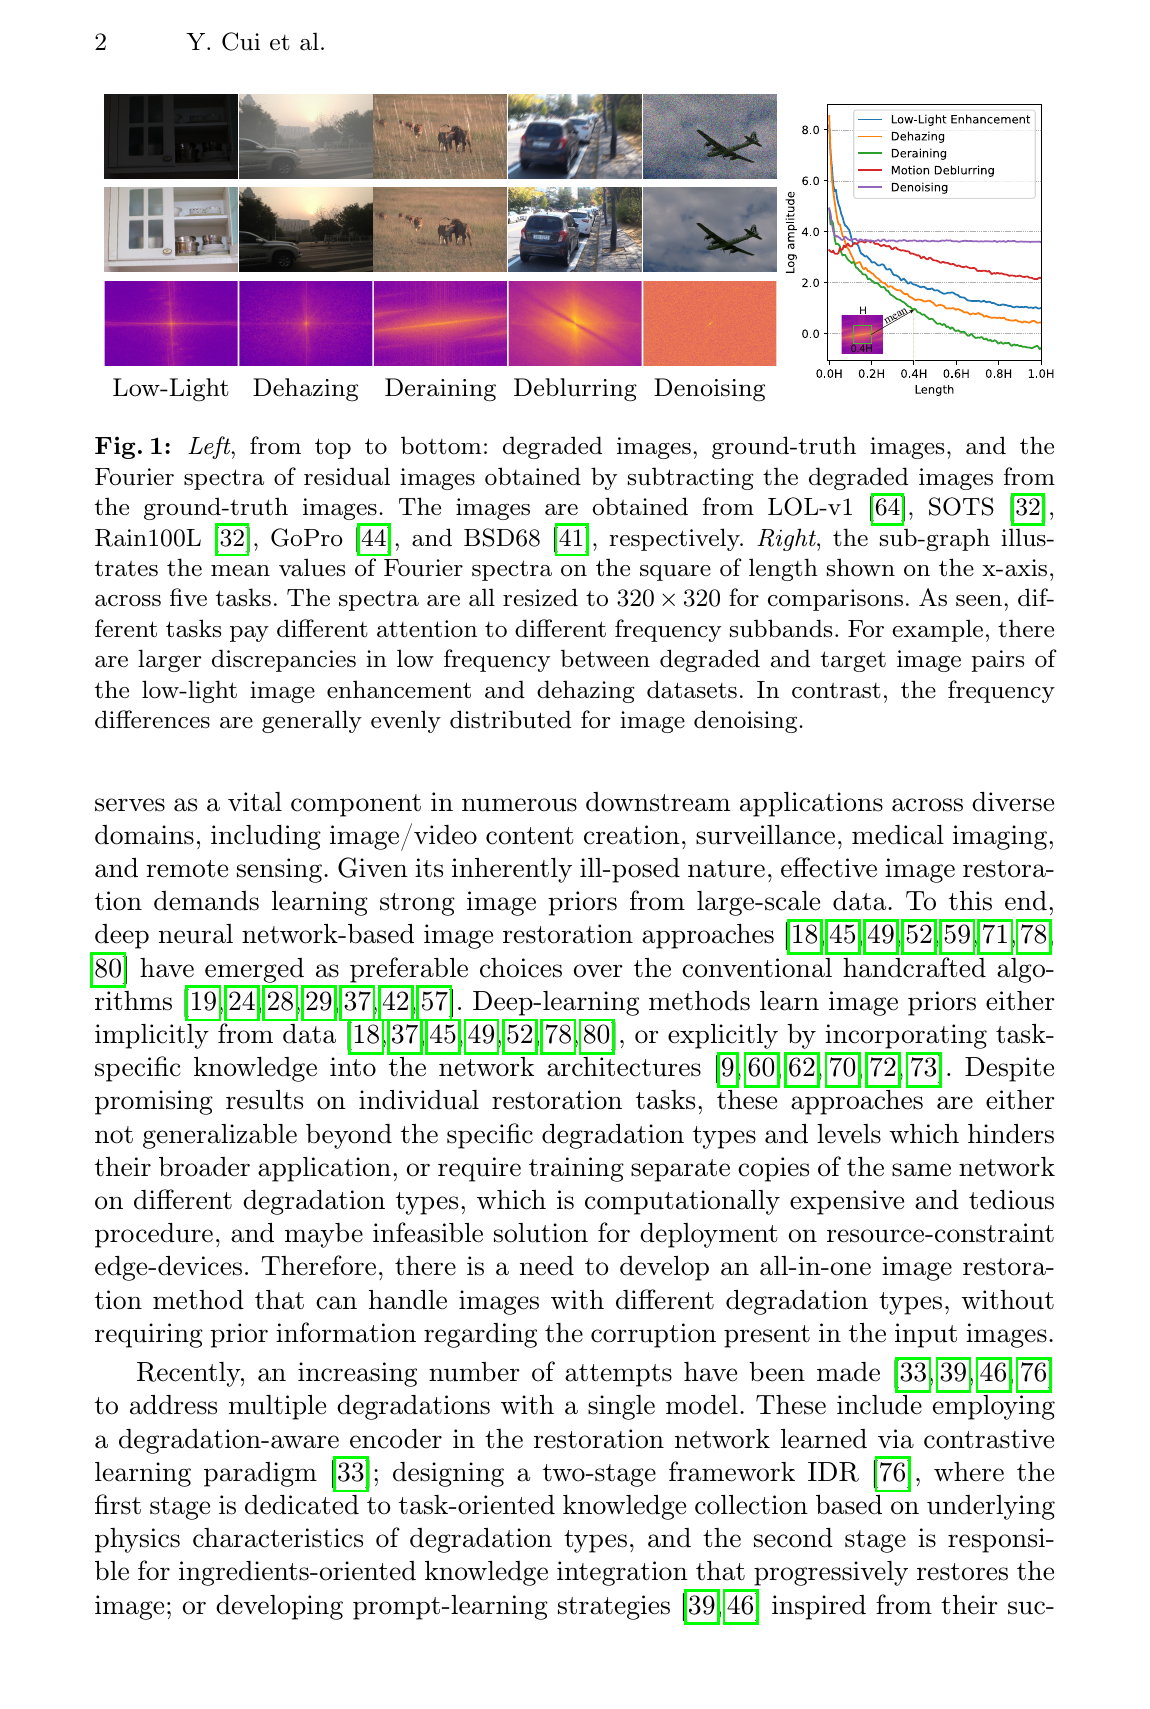 2 Y. Cui et al.
Low-Light Dehazing Deraining Deblurring Denoising
Low-Light Enhancement
Dehazing
Deraining
Motion Deblurring
Denoising
Log amplitude
8.0
6.0
4.0
2.0
0.0
H
mean
0.4H
0.0H 0.2H 0.4H 0.6H 0.8H 1.0H
Length
Fig. 1: Left, from top to bottom: degraded images, ground-truth images, and the
Fourier spectra of residual images obtained by subtracting the degraded images from
the ground-truth images. The images are obtained from LOL-v1 [64], SOTS [32],
Rain100L [32], GoPro [44], and BSD68 [41], respectively. Right, the sub-graph illus-
trates the mean values of Fourier spectra on the square of length shown on the x-axis,
across five tasks. The spectra are all resized to 320 × 320 for comparisons. As seen, dif-
ferent tasks pay different attention to different frequency subbands. For example, there
are larger discrepancies in low frequency between degraded and target image pairs of
the low-light image enhancement and dehazing datasets. In contrast, the frequency
differences are generally evenly distributed for image denoising.
serves as a vital component in numerous downstream applications across diverse
domains, including image/video content creation, surveillance, medical imaging,
and remote sensing. Given its inherently ill-posed nature, effective image restora-
tion demands learning strong image priors from large-scale data. To this end,
deep neural network-based image restoration approaches [18,45,49,52,59,71,78,
80] have emerged as preferable choices over the conventional handcrafted algo-
rithms [19,24,28,29,37,42,57]. Deep-learning methods learn image priors either
implicitly from data [18,37,45,49,52,78,80], or explicitly by incorporating task-
specific knowledge into the network architectures [9,60,62,70,72,73]. Despite
promising results on individual restoration tasks, these approaches are either
not generalizable beyond the specific degradation types and levels which hinders
their broader application, or require training separate copies of the same network
on different degradation types, which is computationally expensive and tedious
procedure, and maybe infeasible solution for deployment on resource-constraint
edge-devices. Therefore, there is a need to develop an all-in-one image restora-
tion method that can handle images with different degradation types, without
requiring prior information regarding the corruption present in the input images.
Recently, an increasing number of attempts have been made [33,39,46,76]
to address multiple degradations with a single model. These include employing
a degradation-aware encoder in the restoration network learned via contrastive
learning paradigm [33]; designing a two-stage framework IDR [76], where the
first stage is dedicated to task-oriented knowledge collection based on underlying
physics characteristics of degradation types, and the second stage is responsi-
ble for ingredients-oriented knowledge integration that progressively restores the
image; or developing prompt-learning strategies [39,46] inspired from their suc-